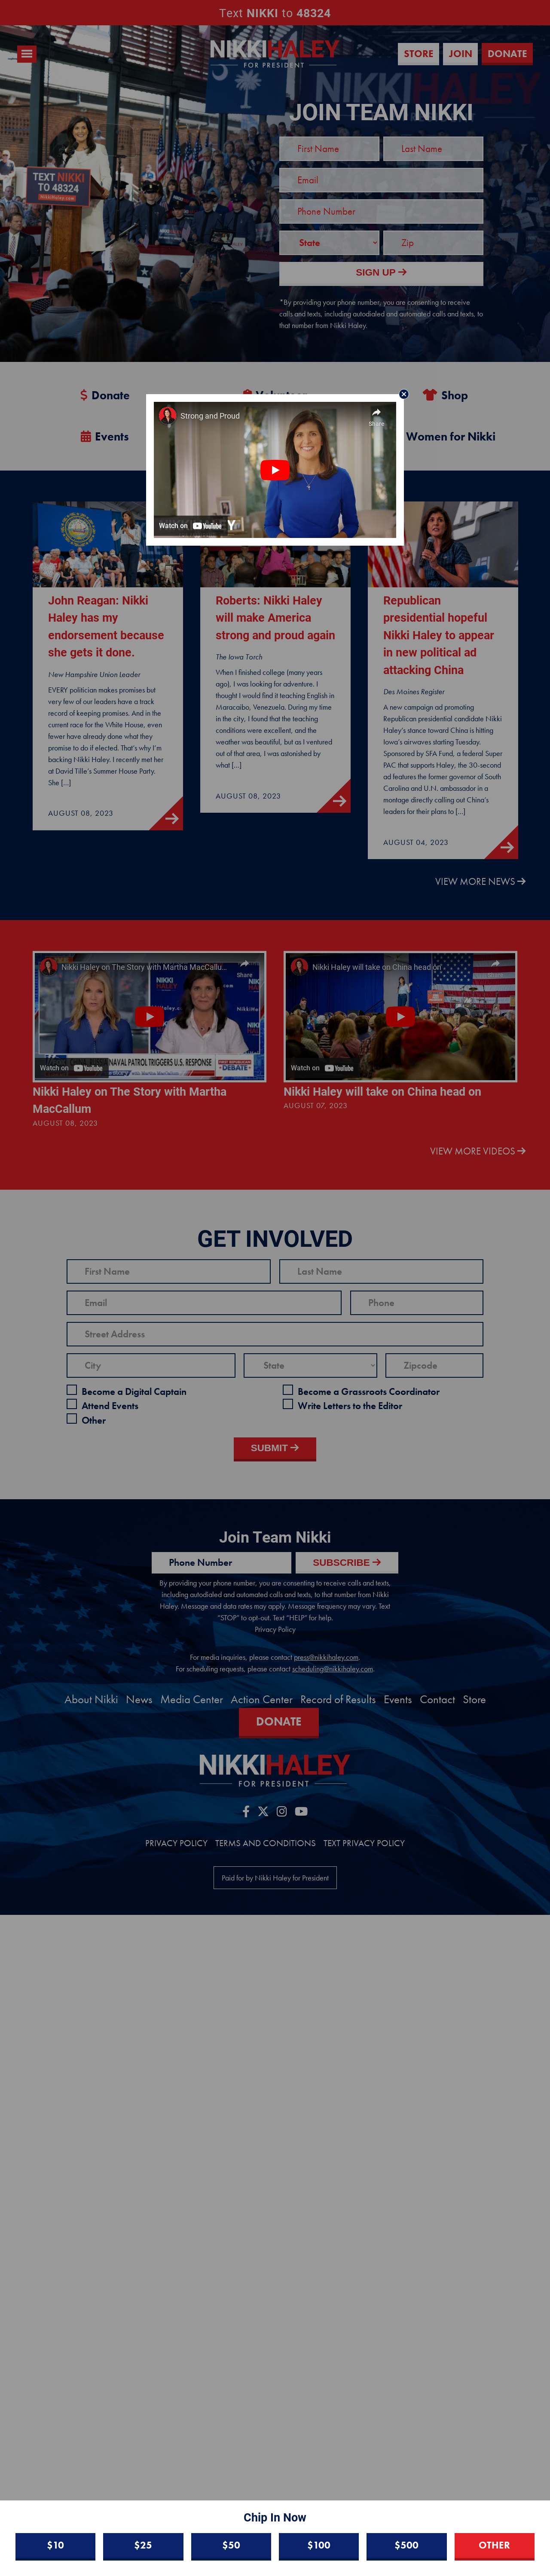 Text NIKKI to 48324
NIKKIHALEY
FOR PRESIDENT
STORE
JOIN
DONATE
JOIN TEAM NIKKI
TEXT NIKKI
TO 48324
First Name
Last Name
Email
Phone Number
State
Zip
SIGN UP
*By providing your phone number, you are consenting to receive
calls and texts, including autodialed and automated calls and texts, to
that number from Nikki Haley.
Donate
Shop
Events
Women for Nikki
Strong and Proud
Share
Watch on YouTube
John Reagan: Nikki
Haley has my
endorsement because
she gets it done.
New Hampshire Union Leader
EVERY politician makes promises but
very few of our leaders have a track
record of keeping promises. And in the
current race for the White House, even
fewer have already done what they
promise to do if elected. That's why I'm
backing Nikki Haley. I recently met her
at David Tille's Summer House Party.
She [...]
AUGUST 08, 2023
Roberts: Nikki Haley
will make America
strong and proud again
The Iowa Torch
When I finished college (many years
ago), I was looking for adventure. I
thought I would find it teaching English in
Maracaibo, Venezuela. During my time
in the city, I found that the teaching
conditions were excellent, and the
weather was beautiful, but as I ventured
out of that area, I was astonished by
what [...]
AUGUST 08, 2023
Republican
presidential hopeful
Nikki Haley to appear
in new political ad
attacking China
Des Moines Register
A new campaign ad promoting
Republican presidential candidate Nikki
Haley's stance toward China is hitting
Iowa's airwaves starting Tuesday.
Sponsored by SFA Fund, a federal Super
PAC that supports Haley, the 30-second
ad features the former governor of South
Carolina and U.N. ambassador in a
montage directly calling out China's
leaders for their plans to [...]
AUGUST 04, 2023
VIEW MORE NEWS
Nikki Haley on The Story with Martha MacCallu...
Share
NAVAL PATROL TRIGGERS U.S. RESPONSE
DEBATE
Watch on YouTube
Nikki Haley on The Story with Martha
MacCallum
AUGUST 08, 2023
Nikki Haley will take on China head on
Watch on YouTube
Nikki Haley will take on China head on
AUGUST 07, 2023
VIEW MORE VIDEOS
GET INVOLVED
First Name
Last Name
Email
Phone
Street Address
City
State
Zipcode
Become a Digital Captain
Become a Grassroots Coordinator
Attend Events
Write Letters to the Editor
Other
SUBMIT
Join Team Nikki
Phone Number
SUBSCRIBE
By providing your phone number, you are consenting to receive calls and texts,
including autodialed and automated calls and texts, to that number from Nikki
Haley. Message and data rates may apply. Message frequency may vary. Text
"STOP" to opt-out. Text "HELP" for help.
Privacy Policy
For media inquiries, please contact press@nikkihaley.com.
For scheduling requests, please contact scheduling@nikkihaley.com.
About Nikki News Media Center Action Center Record of Results Events Contact Store
DONATE
NIKKIHALEY
FOR PRESIDENT
PRIVACY POLICY TERMS AND CONDITIONS TEXT PRIVACY POLICY
Paid for by Nikki Haley for President
Chip In Now
$10
$25
$50
$100
$500
OTHER